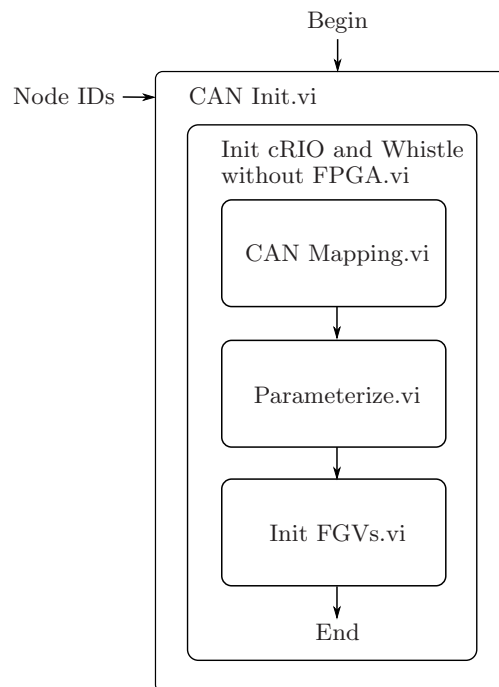 Begin
Node IDs
CAN Init.vi
Init cRIO and Whistle
without FPGA.vi
CAN Mapping.vi
Parameterize.vi
Init FGVs.vi
End